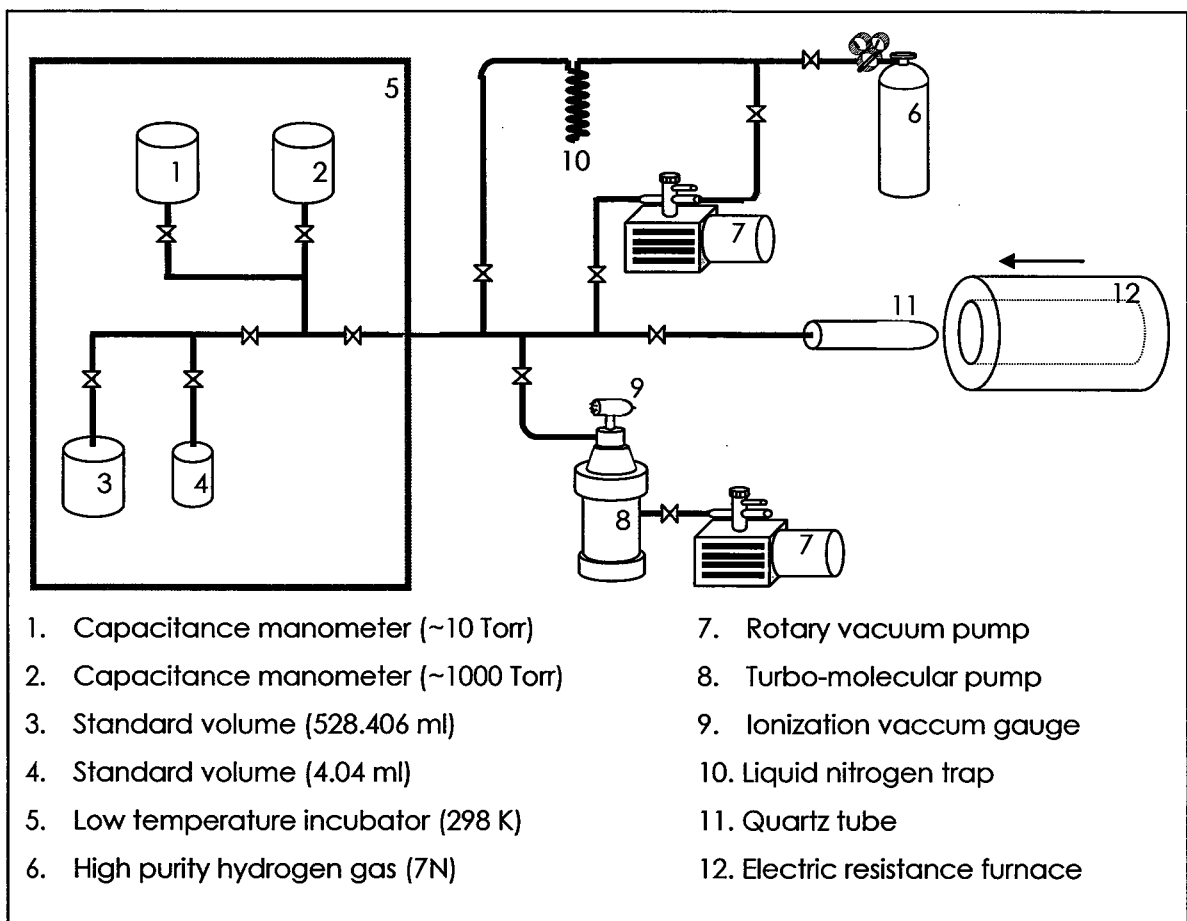 5
1
2
10
6
7
11
12
3
4
9
8
7
1. Capacitance manometer (~10 Torr)
2. Capacitance manometer (~1000 Torr)
3. Standard volume (528.406 ml)
4. Standard volume (4.04 ml)
5. Low temperature incubator (298 K)
6. High purity hydrogen gas (7N)
7. Rotary vacuum pump
8. Turbo-molecular pump
9. Ionization vaccum gauge
10. Liquid nitrogen trap
11. Quartz tube
12. Electric resistance furnace